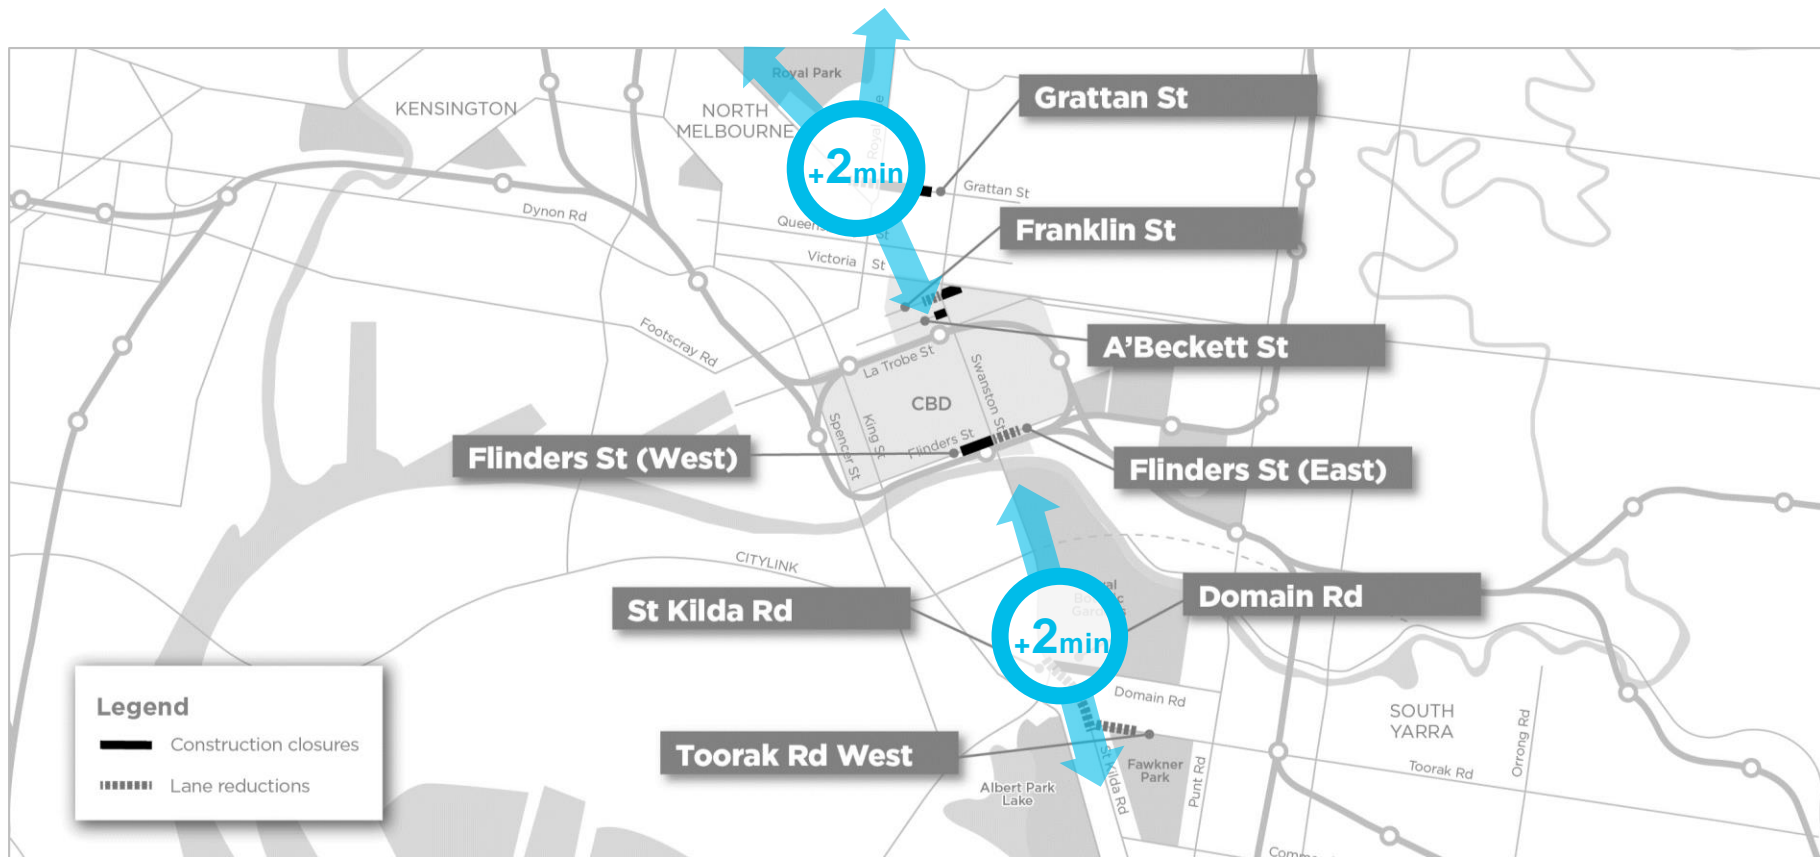 Royal Park
KENSINGTON
NORTH
MELBOURNE
Grattan St
+2min
Grattan St
Dynon Rd
St
Victoria St
Franklin St
Footscray Rd
La Trobe St
A'Beckett St
CBD
Swanston St
King St
Spencer St
Flinders St
Flinders St (West)
Flinders St (East)
CITYLINK
St Kilda Rd
Domain Rd
+2min
Domain Rd
SOUTH
YARRA
Orrong Rd
Toorak Rd West
Toorak Rd
St Kilda Rd
Fawkner
Park
Punt Rd
Albert Park
Lake
Legend
Construction closures
Lane reductions